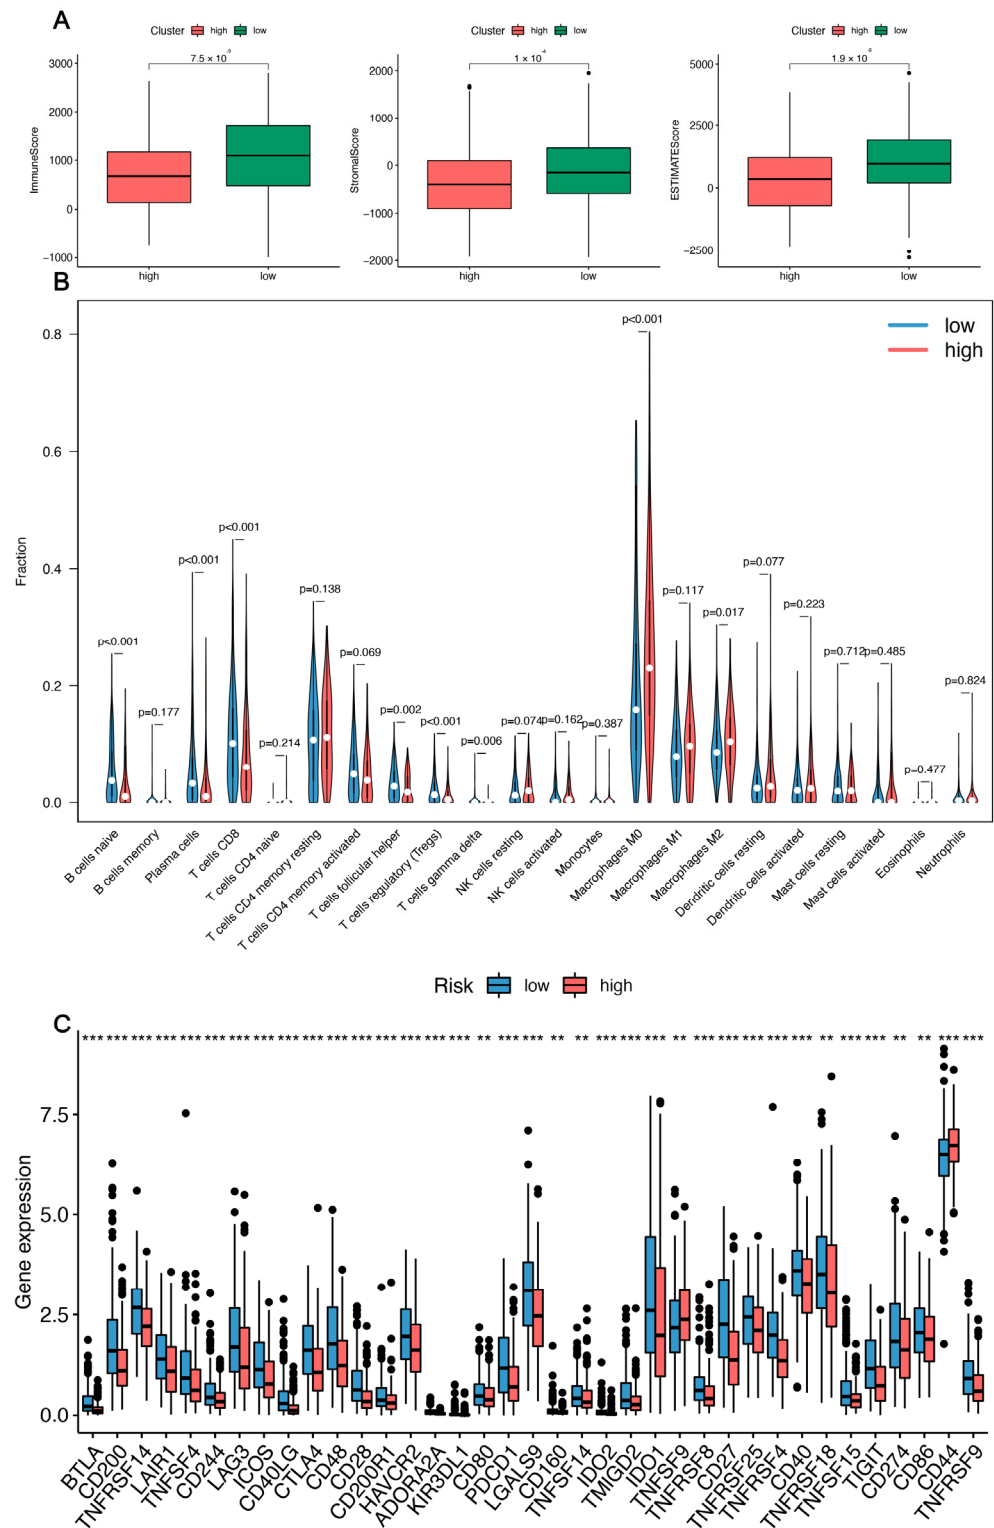 A
Cluster high low
7.5 × 10⁻⁹
ImmuneScore
3000
2000
1000
0
−1000
high low
Cluster high low
1 × 10⁻⁴
StromalScore
2000
1000
0
−1000
−2000
high low
Cluster high low
ESTIMATEScore
5000
2500
0
−2500
high low
B
low
high
Fraction
0.8
0.6
0.4
0.2
0.0
p<0.001
p=0.177
p<0.001
p<0.001
p=0.214
p=0.138
p=0.069
p=0.002
p<0.001
p=0.006
p=0.074
p=0.162
p=0.387
p<0.001
p=0.117
p=0.017
p=0.077
p=0.223
p=0.712
p=0.485
p=0.477
p=0.824
B cells naive
B cells memory
Plasma cells
T cells CD8
T cells CD4 naive
T cells CD4 memory resting
T cells CD4 memory activated
T cells follicular helper
T cells regulatory (Tregs)
T cells gamma delta
NK cells resting
NK cells activated
Monocytes
Macrophages M0
Macrophages M1
Macrophages M2
Dendritic cells resting
Dendritic cells activated
Mast cells resting
Mast cells activated
Eosinophils
Neutrophils
Risk low high
C
*** *** *** *** *** *** *** *** *** *** *** *** *** *** *** *** ** *** *** ** ** *** *** *** ** *** *** *** *** *** ** *** *** ** ** *** ***
Gene expression
7.5
5.0
2.5
0.0
BTLA
CD200
TNFRSF14
LAIR1
TNFSF4
CD244
LAG3
ICOS
CD40LG
CTLA4
CD48
CD28
CD200R1
HAVCR2
ADORA2A
KIR3DL1
CD80
PDCD1
LGALS9
CD160
TNFSF14
IDO2
TMIGD2
IDO1
TNFSF9
TNFRSF8
CD27
TNFRSF25
TNFRSF4
CD40
TNFRSF18
TNFSF15
TIGIT
CD274
CD86
CD44
TNFRSF9